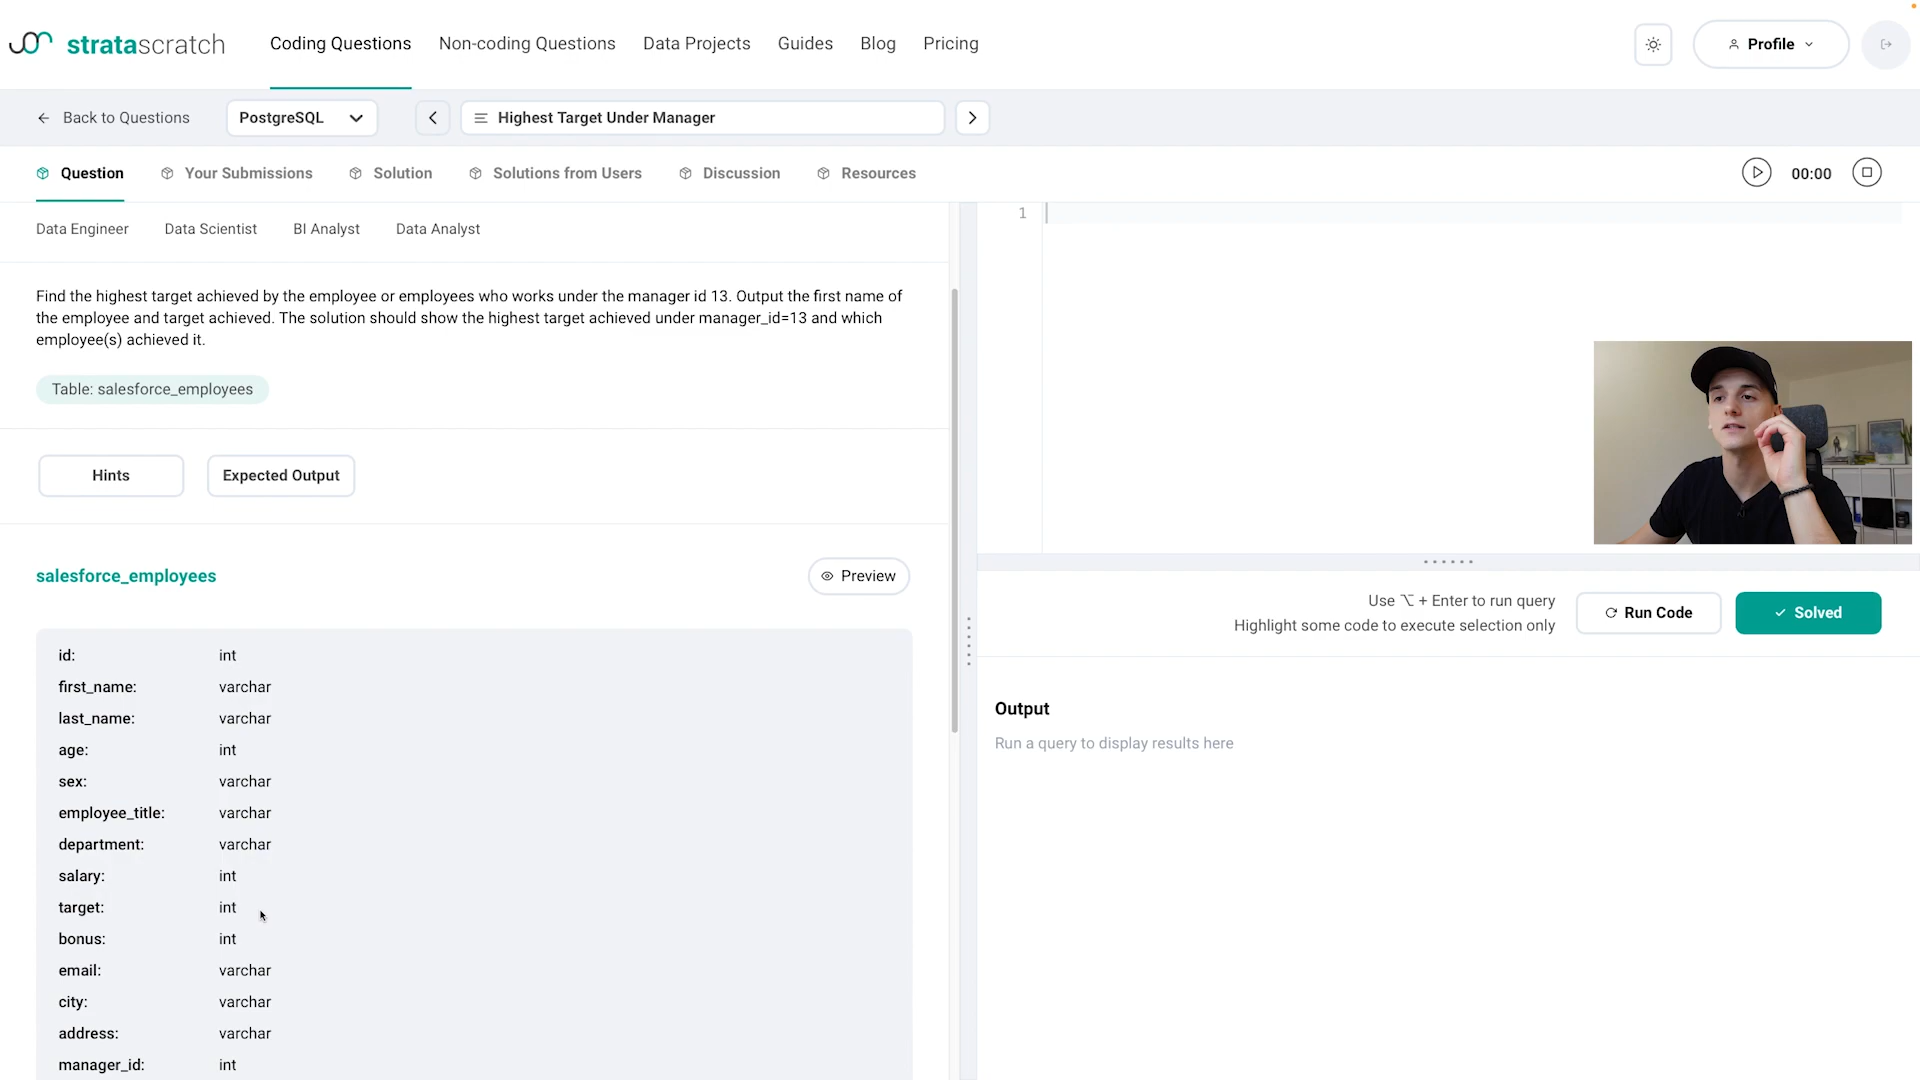 stratascratch
Coding Questions
Non-coding Questions
Data Projects
Guides
Blog
Pricing
Profile
Back to Questions
PostgreSQL
Highest Target Under Manager
Question
Your Submissions
Solution
Solutions from Users
Discussion
Resources
00:00
Data Engineer
Data Scientist
BI Analyst
Data Analyst
Find the highest target achieved by the employee or employees who works under the manager id 13. Output the first name of
the employee and target achieved. The solution should show the highest target achieved under manager_id=13 and which
employee(s) achieved it.
Table: salesforce_employees
Hints
Expected Output
salesforce_employees
Preview
id: int
first_name: varchar
last_name: varchar
age: int
sex: varchar
employee_title: varchar
department: varchar
salary: int
target: int
bonus: int
email: varchar
city: varchar
address: varchar
manager_id: int
1
Use ⌥ + Enter to run query
Highlight some code to execute selection only
Run Code
Solved
Output
Run a query to display results here